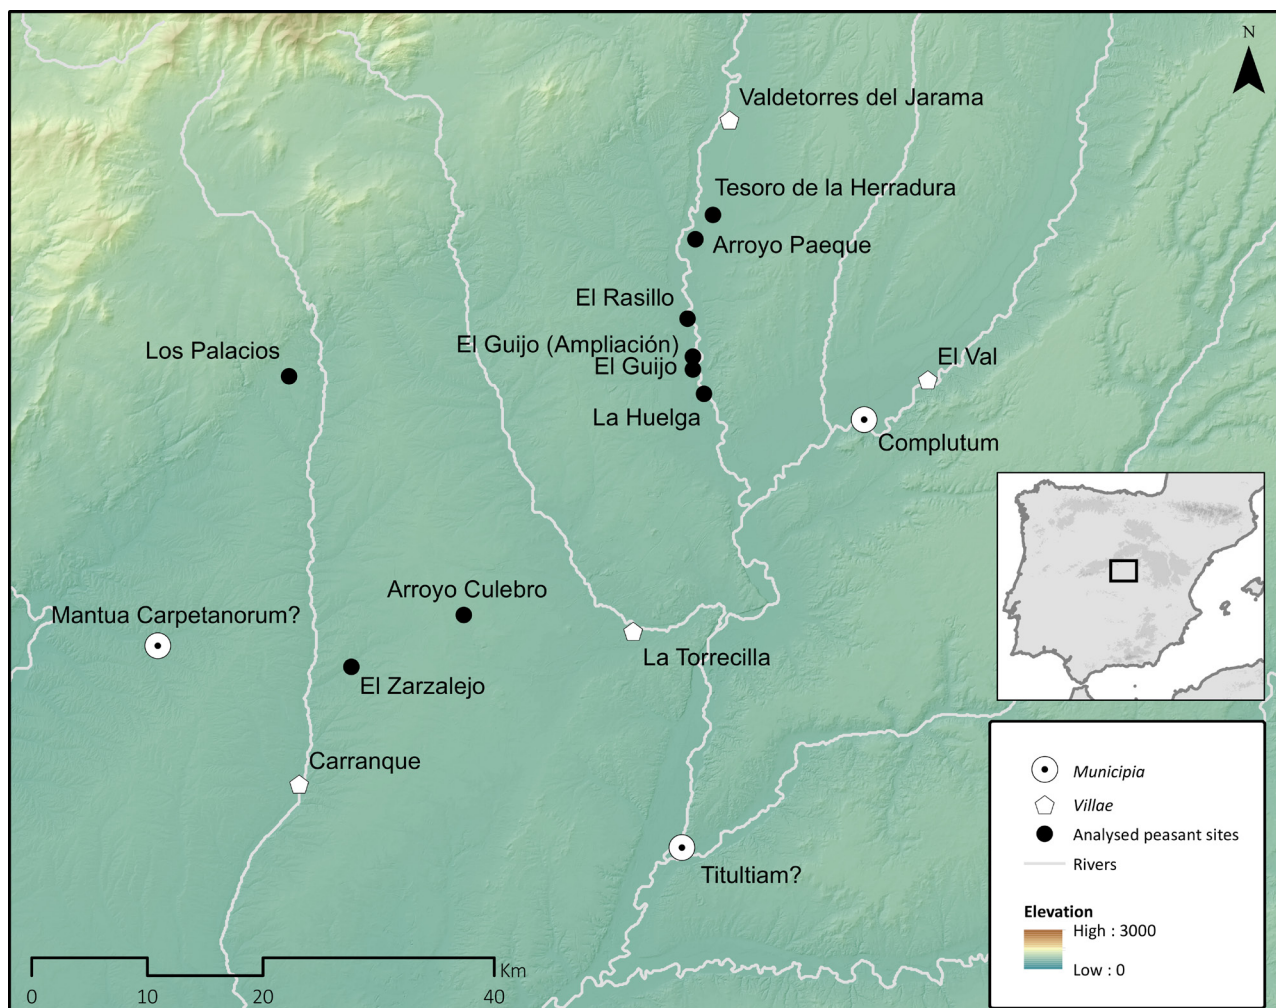 N
Valdetorres del Jarama
Tesoro de la Herradura
Arroyo Paeque
El Rasillo
El Guijo (Ampliación)
El Guijo
Los Palacios
El Val
La Huelga
Complutum
Arroyo Culebro
Mantua Carpetanorum?
La Torrecilla
El Zarzalejo
Carranque
Titultiam?
Municipia
Villae
Analysed peasant sites
Rivers
Elevation
High : 3000
Low : 0
Km
0 10 20 40